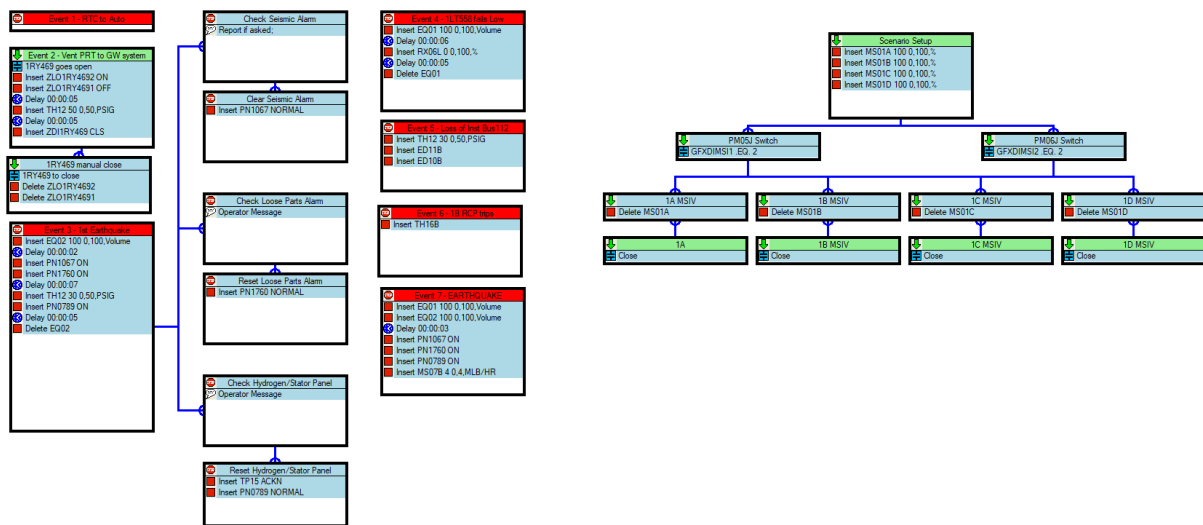 Event 1 - RTC to Auto
Event 2 - Vent PRT to GW system
1RY469 goes open
Insert ZLO1RY4692 ON
Insert ZLO1RY4691 OFF
Delay 00:00:05
Insert TH12 50 0,50,PSIG
Delay 00:00:05
Insert ZDI1RY469 CLS
1RY469 manual close
1RY469 to close
Delete ZLO1RY4692
Delete ZLO1RY4691
Event 3 - 1st Earthquake
Insert EQ02 100 0,100,Volume
Delay 00:00:02
Insert PN1067 ON
Insert PN1760 ON
Delay 00:00:07
Insert TH12 30 0,50,PSIG
Insert PN0789 ON
Delay 00:00:05
Delete EQ02
Check Seismic Alarm
Report if asked;
Clear Seismic Alarm
Insert PN1067 NORMAL
Check Loose Parts Alarm
Operator Message
Reset Loose Parts Alarm
Insert PN1760 NORMAL
Check Hydrogen/Stator Panel
Operator Message
Reset Hydrogen/Stator Panel
Insert TP15 ACKN
Insert PN0789 NORMAL
Event 4 - 1LT558 fails Low
Insert EQ01 100 0,100,Volume
Delay 00:00:06
Insert RX06L 0 0,100,%
Delay 00:00:05
Delete EQ01
Event 5 - Loss of Inst Bus112
Insert TH12 30 0,50,PSIG
Insert ED11B
Insert ED10B
Event 6 - 1B RCP trips
Insert TH16B
Event 7 - EARTHQUAKE
Insert EQ01 100 0,100,Volume
Insert EQ02 100 0,100,Volume
Delay 00:00:03
Insert PN1067 ON
Insert PN1760 ON
Insert PN0789 ON
Insert MS07B 4 0,4,MLB/HR
Scenario Setup
Insert MS01A 100 0,100,%
Insert MS01B 100 0,100,%
Insert MS01C 100 0,100,%
Insert MS01D 100 0,100,%
PM05J Switch
GFXDIMSI1 .EQ. 2
PM06J Switch
GFXDIMSI2 .EQ. 2
1A MSIV
Delete MS01A
1B MSIV
Delete MS01B
1C MSIV
Delete MS01C
1D MSIV
Delete MS01D
1A
Close
1B MSIV
Close
1C MSIV
Close
1D MSIV
Close